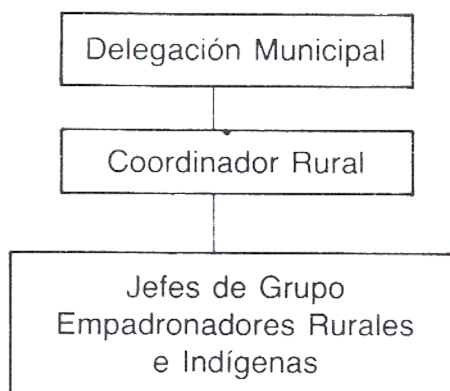 Delegación Municipal
Coordinador Rural
Jefes de Grupo
Empadronadores Rurales
e Indígenas